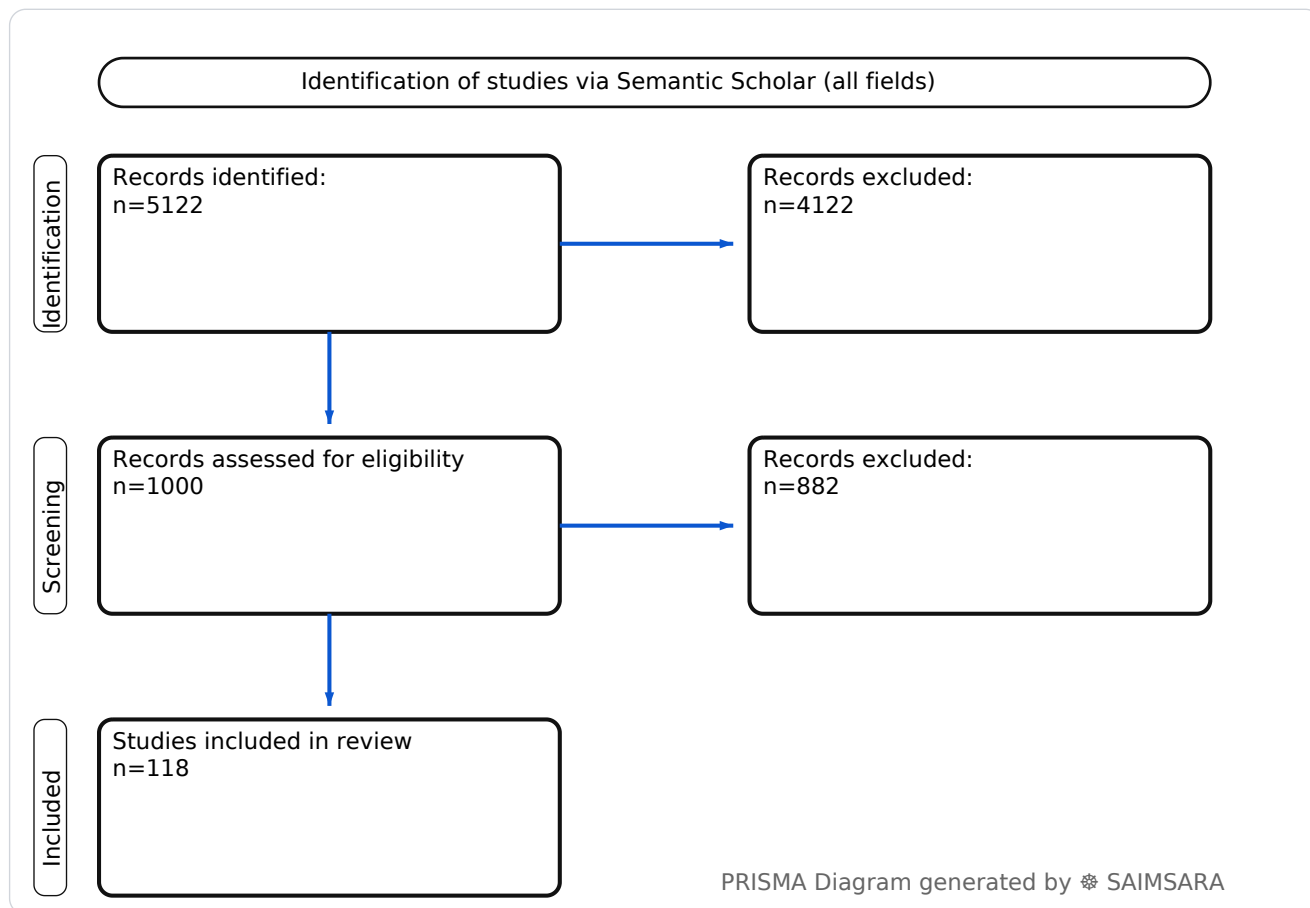 Identification of studies via Semantic Scholar (all fields)
Identification
Records identified:
n=5122
Records excluded:
n=4122
Screening
Records assessed for eligibility
n=1000
Records excluded:
n=882
Included
Studies included in review
n=118
PRISMA Diagram generated by ☸ SAIMSARA